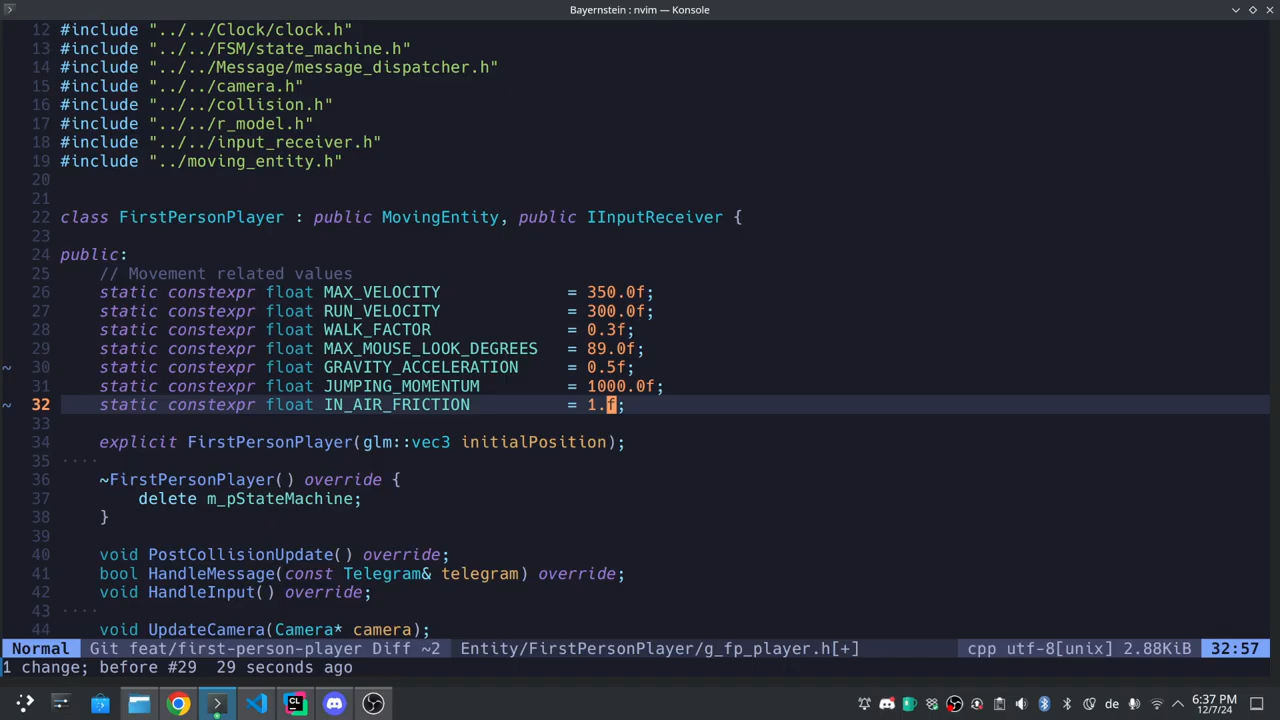 Bayernstein : nvim — Konsole
12 #include "../../Clock/clock.h"
13 #include "../../FSM/state_machine.h"
14 #include "../../Message/message_dispatcher.h"
15 #include "../../camera.h"
16 #include "../../collision.h"
17 #include "../../r_model.h"
18 #include "../../input_receiver.h"
19 #include "../moving_entity.h"
20
21
22 class FirstPersonPlayer : public MovingEntity, public IInputReceiver {
23
24 public:
25     // Movement related values
26     static constexpr float MAX_VELOCITY             = 350.0f;
27     static constexpr float RUN_VELOCITY             = 300.0f;
28     static constexpr float WALK_FACTOR              = 0.3f;
29     static constexpr float MAX_MOUSE_LOOK_DEGREES   = 89.0f;
~ 30     static constexpr float GRAVITY_ACCELERATION     = 0.5f;
31     static constexpr float JUMPING_MOMENTUM         = 1000.0f;
~ 32     static constexpr float IN_AIR_FRICTION          = 1.f;
33
34     explicit FirstPersonPlayer(glm::vec3 initialPosition);
35 ····
36     ~FirstPersonPlayer() override {
37         delete m_pStateMachine;
38     }
39
40     void PostCollisionUpdate() override;
41     bool HandleMessage(const Telegram& telegram) override;
42     void HandleInput() override;
43 ····
44     void UpdateCamera(Camera* camera);
Normal Git feat/first-person-player Diff ~2 Entity/FirstPersonPlayer/g_fp_player.h[+] cpp utf-8[unix] 2.88KiB 32:57
1 change; before #29  29 seconds ago
de
6:37 PM
12/7/24